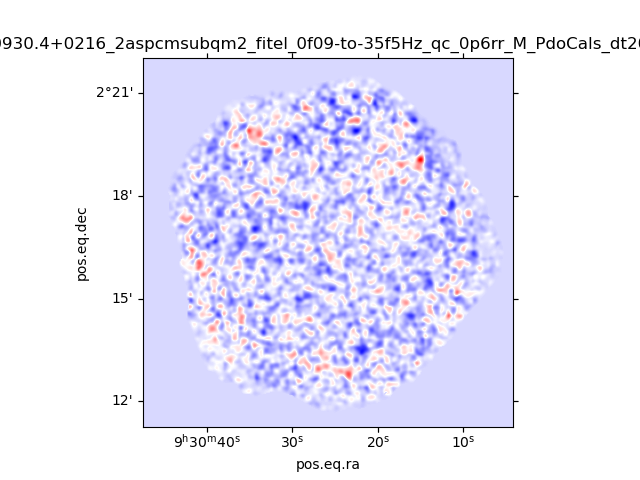 0930.4+0216_2aspcmsubqm2_fitel_0f09-to-35f5Hz_qc_0p6rr_M_PdoCals_dt20
2°21'
18'
15'
12'
pos.eq.dec
9ʰ30ᵐ40ˢ 30ˢ 20ˢ 10ˢ
pos.eq.ra